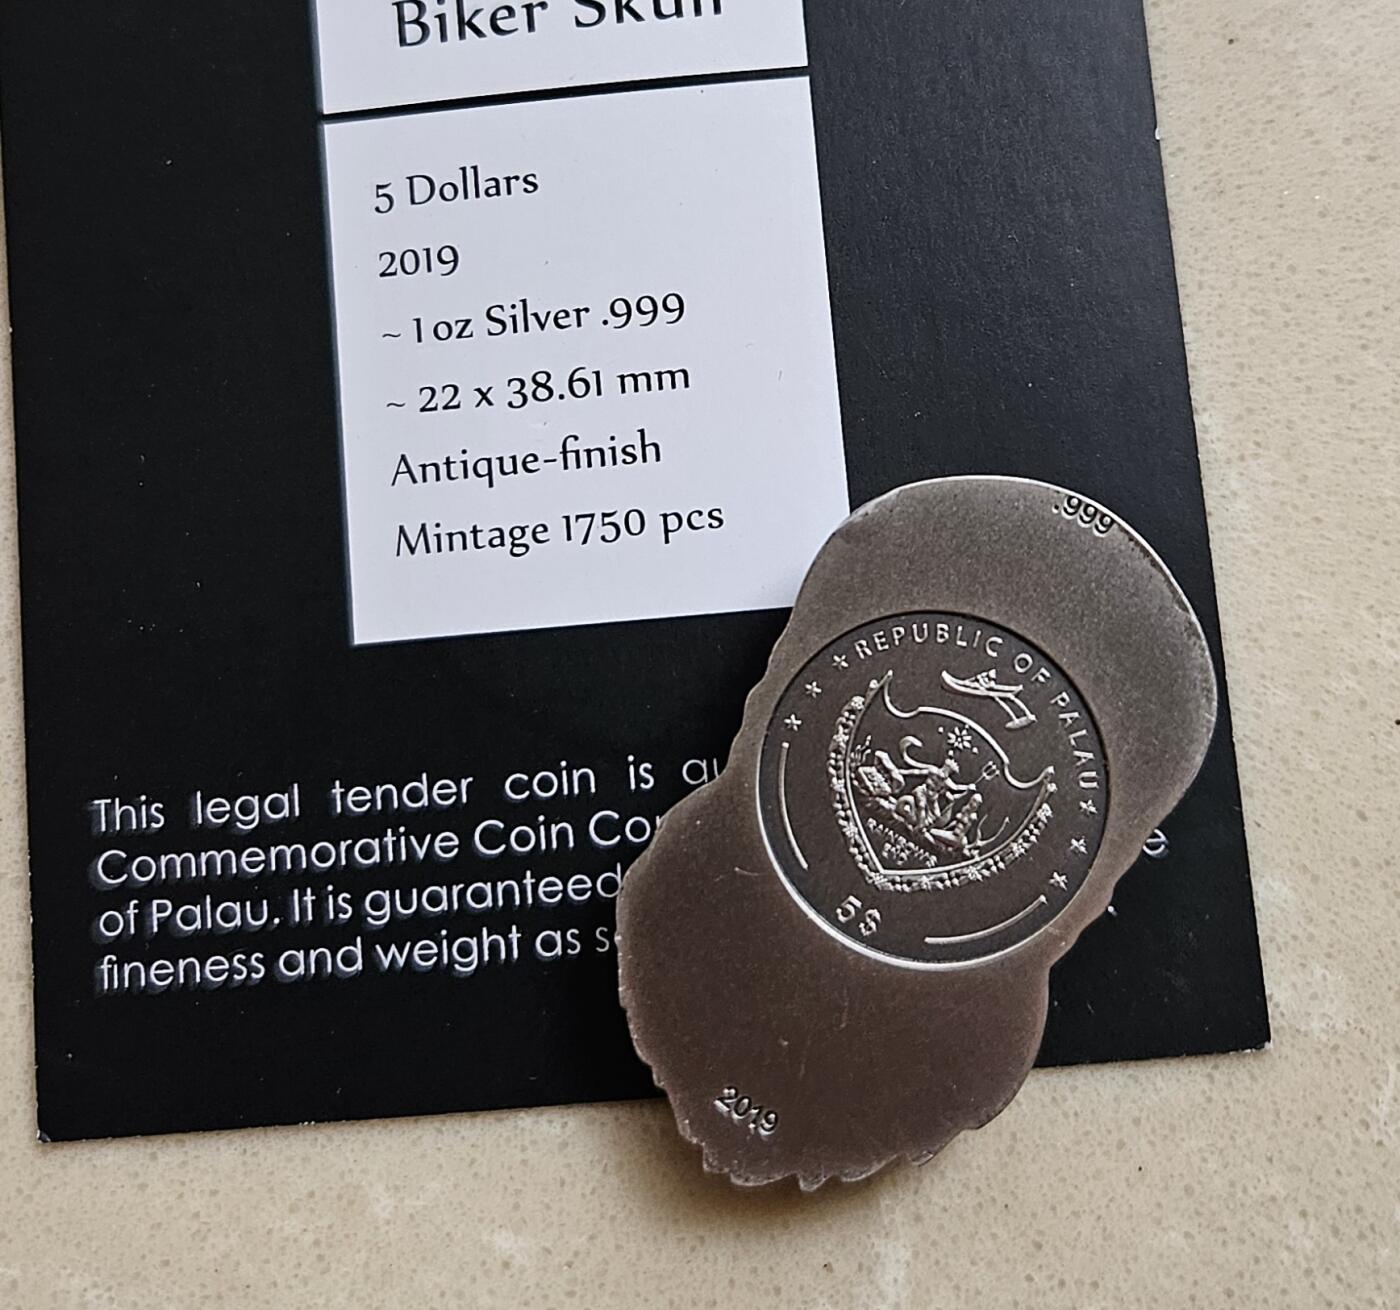 Biker Skull
5 Dollars
2019
~ 1 oz Silver .999
~ 22 x 38.61 mm
Antique-finish
Mintage 1750 pcs
This legal tender coin is
Commemorative Coin
of Palau. It is guaranteed
fineness and weight as
.999
REPUBLIC OF PALAU
RAINBOW'S
END
5$
2019